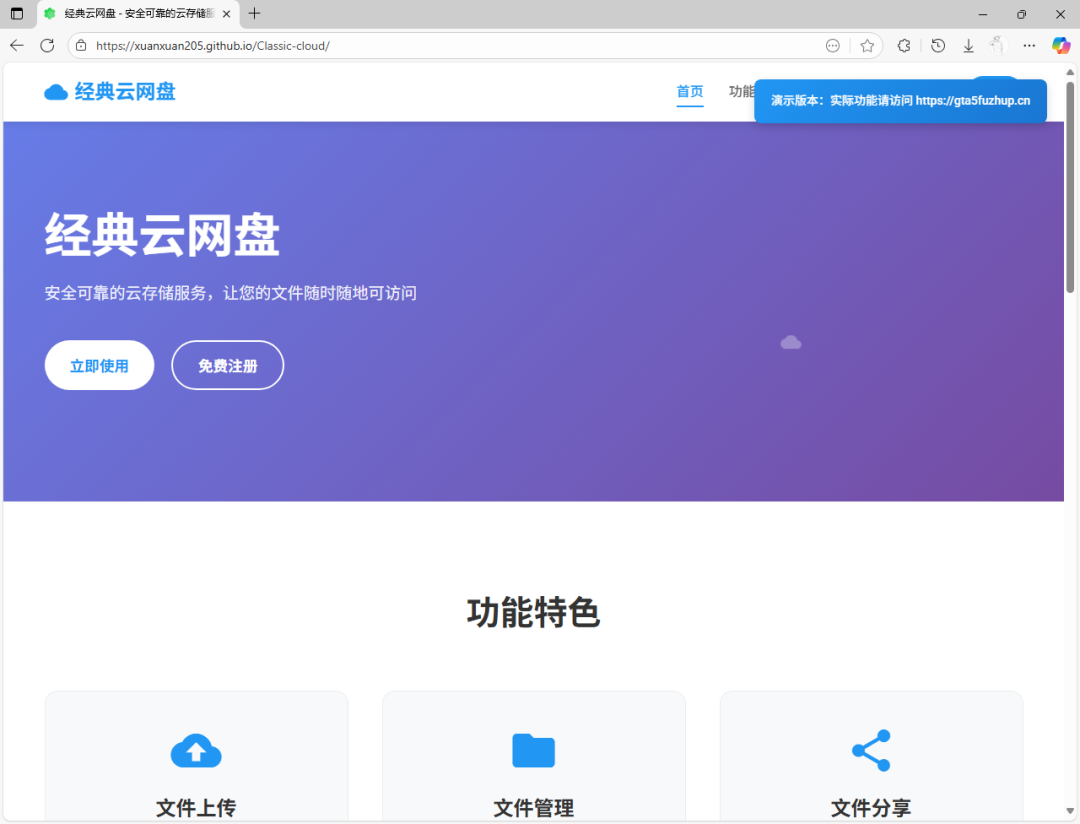 经典云网盘 - 安全可靠的云存储服
https://xuanxuan205.github.io/Classic-cloud/
经典云网盘
首页
功能
演示版本：实际功能请访问 https://gta5fuzhup.cn
经典云网盘
安全可靠的云存储服务，让您的文件随时随地可访问
立即使用
免费注册
功能特色
文件上传
文件管理
文件分享